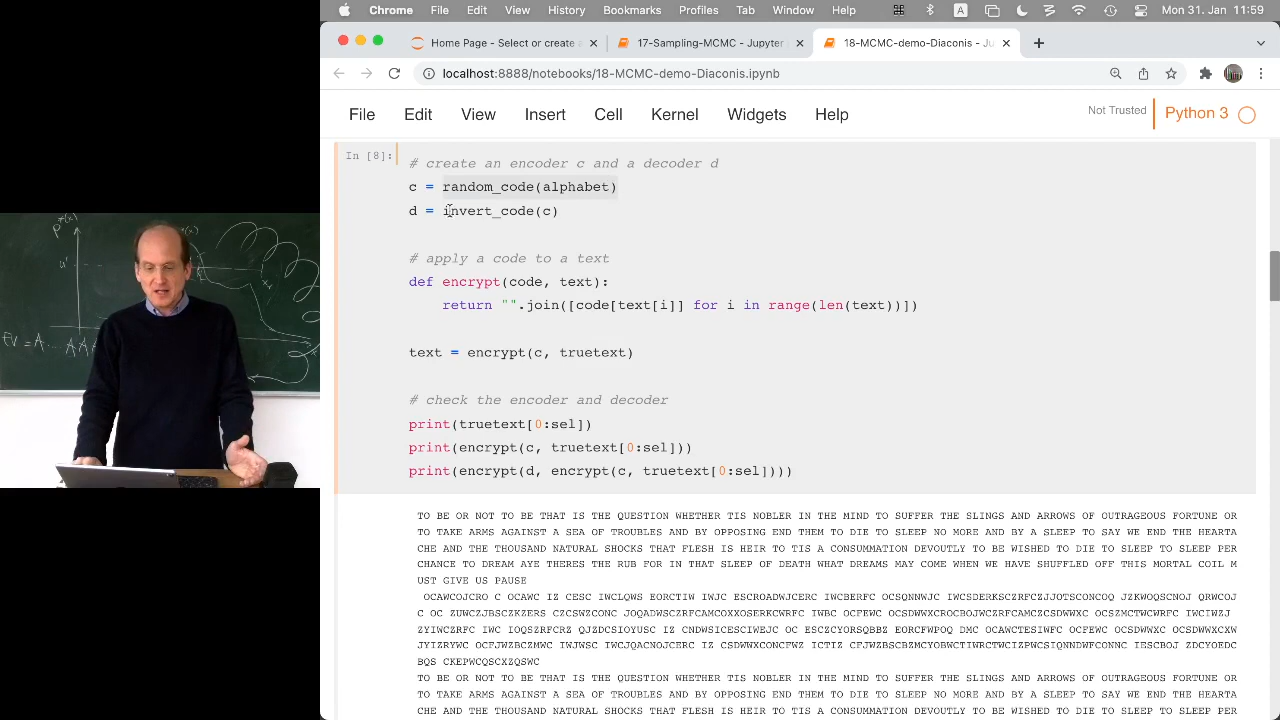 Chrome File Edit View History Bookmarks Profiles Tab Window Help A Mon 31. Jan 11:59
Home Page - Select or create a 17-Sampling-MCMC - Jupyter 18-MCMC-demo-Diaconis - Ju
localhost:8888/notebooks/18-MCMC-demo-Diaconis.ipynb
File Edit View Insert Cell Kernel Widgets Help Not Trusted Python 3
In [8]:
# create an encoder c and a decoder d
c = random_code(alphabet)
d = invert_code(c)
# apply a code to a text
def encrypt(code, text):
return "".join([code[text[i]] for i in range(len(text))])
text = encrypt(c, truetext)
# check the encoder and decoder
print(truetext[0:sel])
print(encrypt(c, truetext[0:sel]))
print(encrypt(d, encrypt(c, truetext[0:sel])))
TO BE OR NOT TO BE THAT IS THE QUESTION WHETHER TIS NOBLER IN THE MIND TO SUFFER THE SLINGS AND ARROWS OF OUTRAGEOUS FORTUNE OR
TO TAKE ARMS AGAINST A SEA OF TROUBLES AND BY OPPOSING END THEM TO DIE TO SLEEP NO MORE AND BY A SLEEP TO SAY WE END THE HEARTA
CHE AND THE THOUSAND NATURAL SHOCKS THAT FLESH IS HEIR TO TIS A CONSUMMATION DEVOUTLY TO BE WISHED TO DIE TO SLEEP TO SLEEP PER
CHANCE TO DREAM AYE THERES THE RUB FOR IN THAT SLEEP OF DEATH WHAT DREAMS MAY COME WHEN WE HAVE SHUFFLED OFF THIS MORTAL COIL M
UST GIVE US PAUSE
TO BE OR NOT TO BE THAT IS THE QUESTION WHETHER TIS NOBLER IN THE MIND TO SUFFER THE SLINGS AND ARROWS OF OUTRAGEOUS FORTUNE OR
TO TAKE ARMS AGAINST A SEA OF TROUBLES AND BY OPPOSING END THEM TO DIE TO SLEEP NO MORE AND BY A SLEEP TO SAY WE END THE HEARTA
CHE AND THE THOUSAND NATURAL SHOCKS THAT FLESH IS HEIR TO TIS A CONSUMMATION DEVOUTLY TO BE WISHED TO DIE TO SLEEP TO SLEEP PER